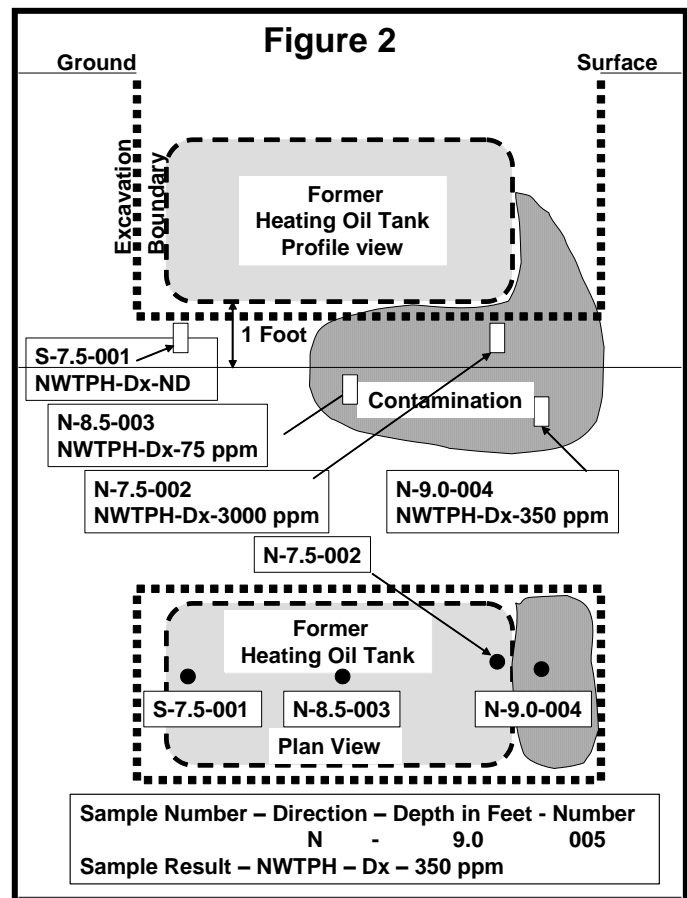 Figure 2
Ground
Surface
Excavation
Boundary
Former
Heating Oil Tank
Profile view
1 Foot
S-7.5-001
NWTPH-Dx-ND
Contamination
N-8.5-003
NWTPH-Dx-75 ppm
N-7.5-002
NWTPH-Dx-3000 ppm
N-9.0-004
NWTPH-Dx-350 ppm
N-7.5-002
Former
Heating Oil Tank
S-7.5-001
N-8.5-003
N-9.0-004
Plan View
Sample Number – Direction – Depth in Feet - Number
N - 9.0 005
Sample Result – NWTPH – Dx – 350 ppm